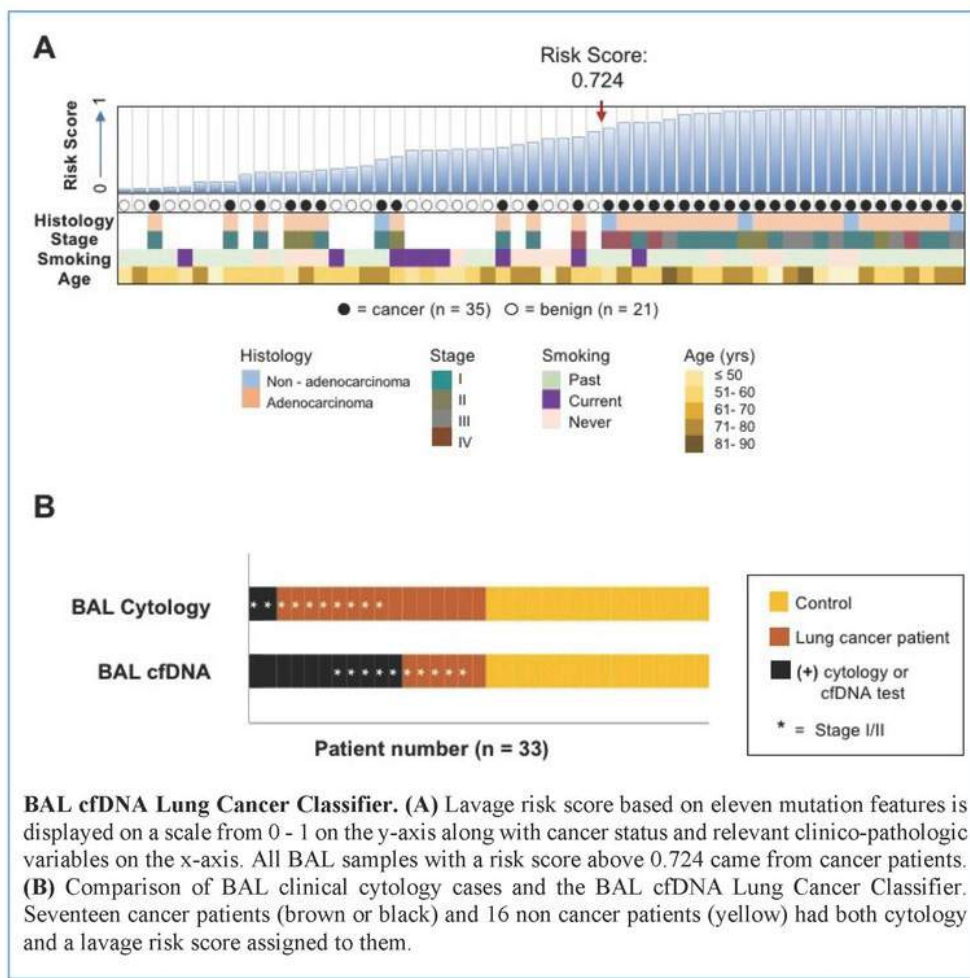 A
Risk Score:
0.724
Risk Score
0
1
Histology
Stage
Smoking
Age
● = cancer (n = 35) ○ = benign (n = 21)
Histology
Non - adenocarcinoma
Adenocarcinoma
Stage
I
II
III
IV
Smoking
Past
Current
Never
Age (yrs)
≤ 50
51- 60
61- 70
71- 80
81- 90
B
BAL Cytology
* * * * * * * * * *
BAL cfDNA
* * * * * * * * * *
Patient number (n = 33)
Control
Lung cancer patient
(+) cytology or
cfDNA test
* = Stage I/II
BAL cfDNA Lung Cancer Classifier. (A) Lavage risk score based on eleven mutation features is
displayed on a scale from 0 - 1 on the y-axis along with cancer status and relevant clinico-pathologic
variables on the x-axis. All BAL samples with a risk score above 0.724 came from cancer patients.
(B) Comparison of BAL clinical cytology cases and the BAL cfDNA Lung Cancer Classifier.
Seventeen cancer patients (brown or black) and 16 non cancer patients (yellow) had both cytology
and a lavage risk score assigned to them.